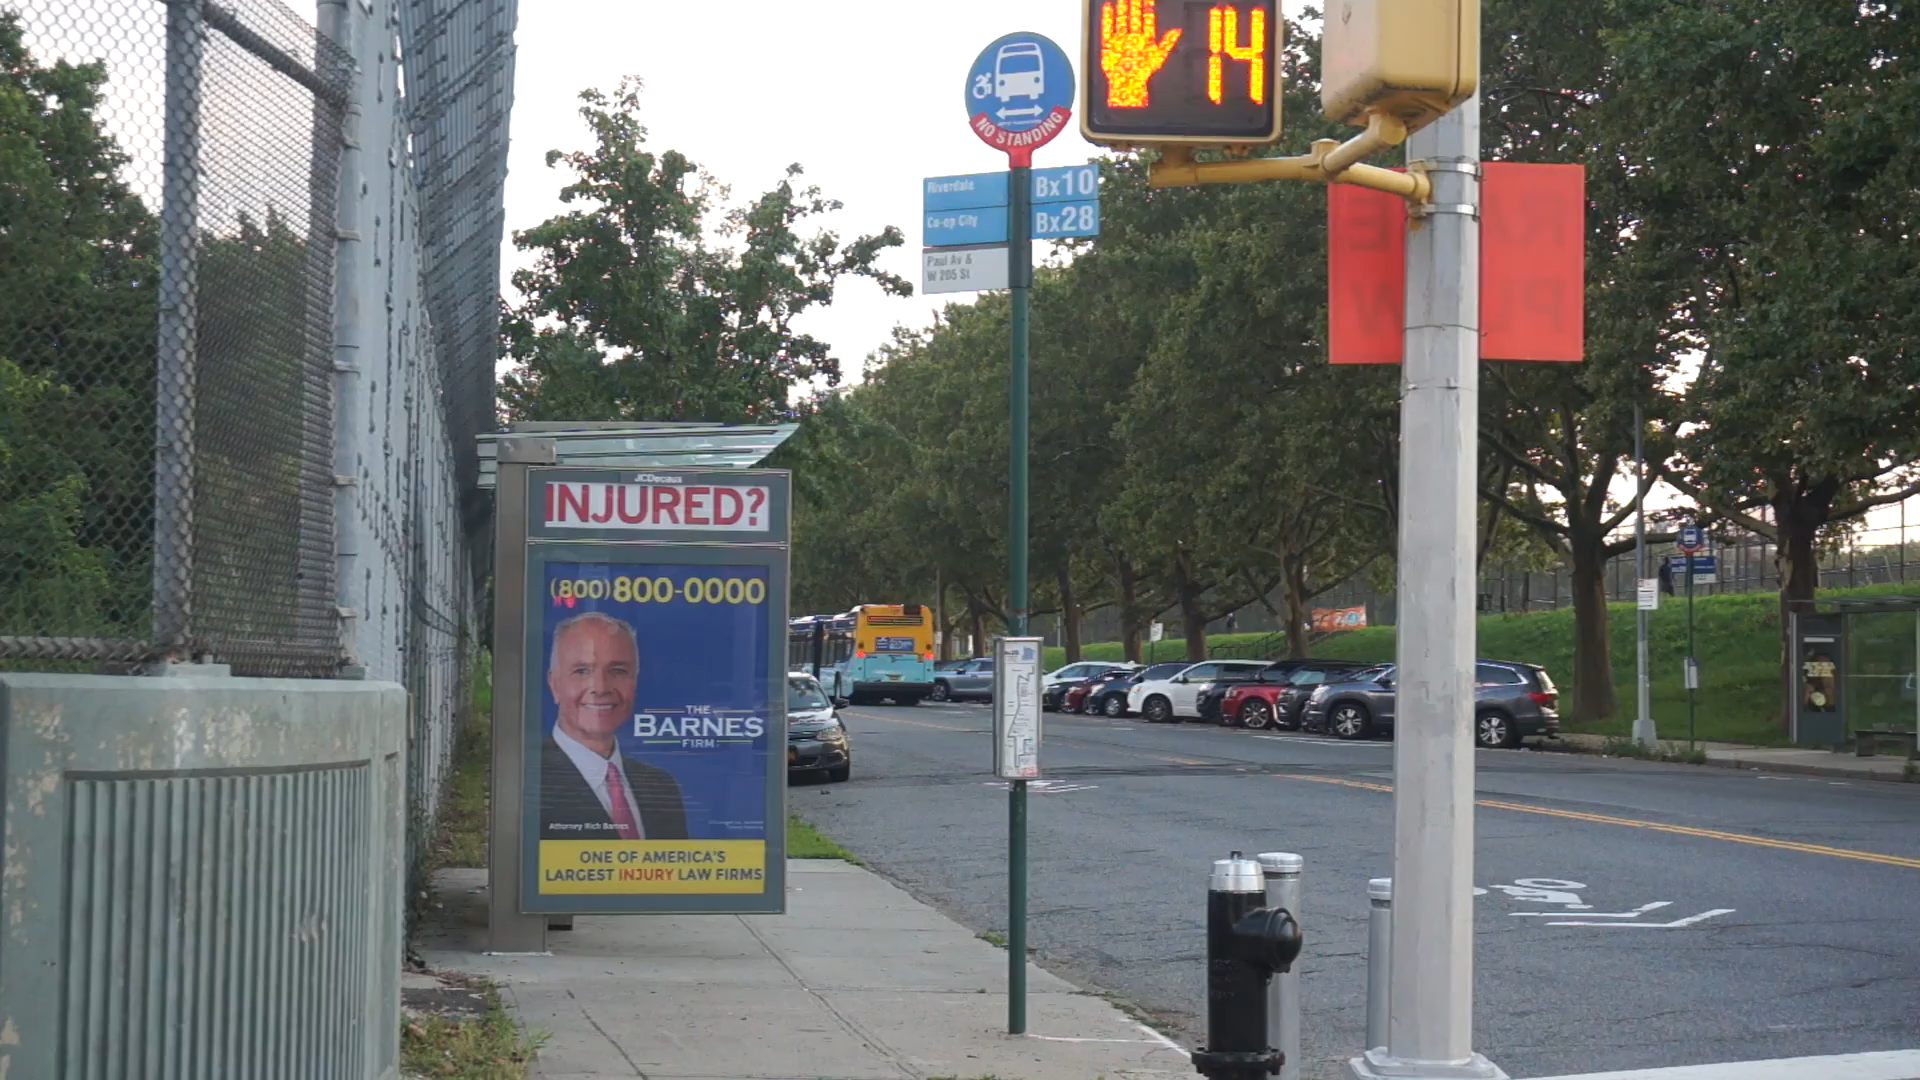 14
NO STANDING
Riverdale Bx10
Co-op City Bx28
Paul Av &
W 205 St
JCDecaux
INJURED?
(800)800-0000
THE
BARNES
FIRM
Attorney Rich Barnes
ONE OF AMERICA'S
LARGEST INJURY LAW FIRMS